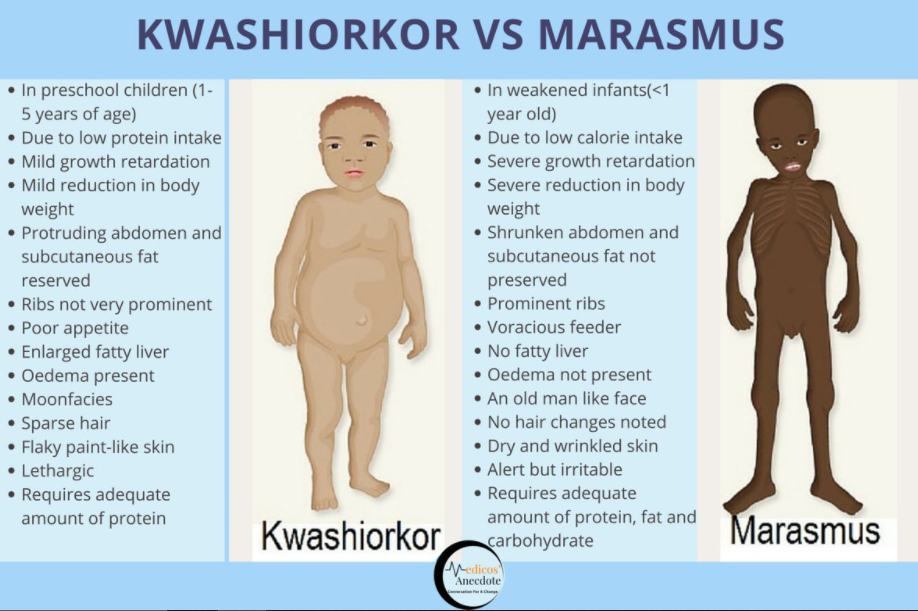 KWASHIORKOR VS MARASMUS
• In preschool children (1-
5 years of age)
• Due to low protein intake
• Mild growth retardation
• Mild reduction in body
weight
• Protruding abdomen and
subcutaneous fat
reserved
• Ribs not very prominent
• Poor appetite
• Enlarged fatty liver
• Oedema present
• Moonfacies
• Sparse hair
• Flaky paint-like skin
• Lethargic
• Requires adequate
amount of protein
Kwashiorkor
• In weakened infants(<1
year old)
• Due to low calorie intake
• Severe growth retardation
• Severe reduction in body
weight
• Shrunken abdomen and
subcutaneous fat not
preserved
• Prominent ribs
• Voracious feeder
• No fatty liver
• Oedema not present
• An old man like face
• No hair changes noted
• Dry and wrinkled skin
• Alert but irritable
• Requires adequate
amount of protein, fat and
carbohydrate
Marasmus
Medicos'
Anecdote
Conversation For A Change